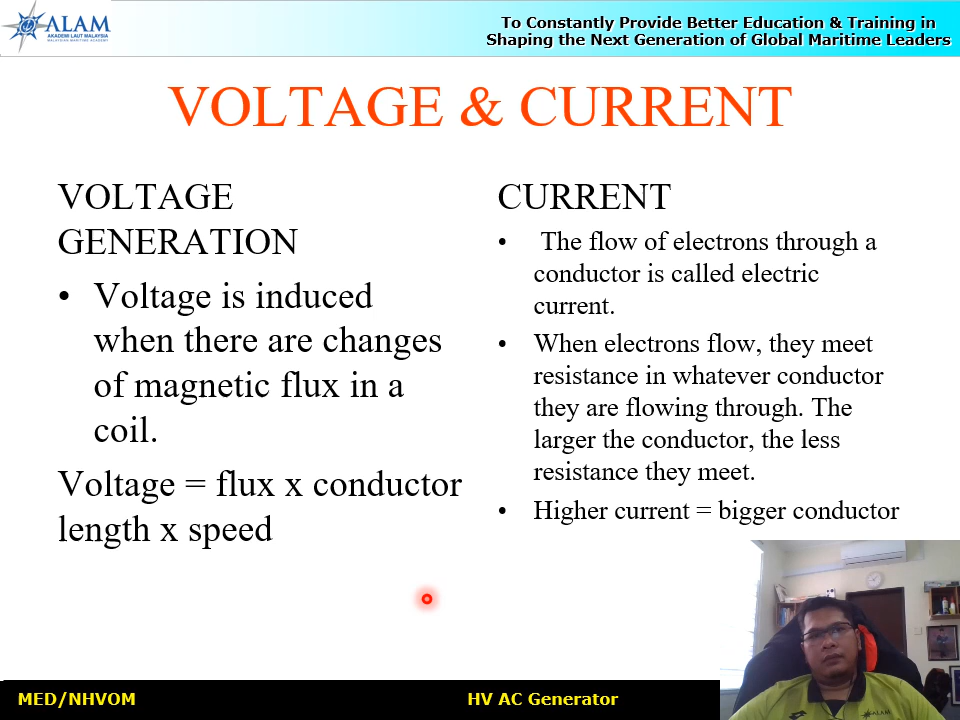 ALAM
AKADEMI LAUT MALAYSIA
MALAYSIAN MARITIME ACADEMY
To Constantly Provide Better Education & Training in
Shaping the Next Generation of Global Maritime Leaders
VOLTAGE & CURRENT
VOLTAGE
GENERATION
• Voltage is induced
when there are changes
of magnetic flux in a
coil.
Voltage = flux x conductor
length x speed
CURRENT
• The flow of electrons through a
conductor is called electric
current.
• When electrons flow, they meet
resistance in whatever conductor
they are flowing through. The
larger the conductor, the less
resistance they meet.
• Higher current = bigger conductor
MED/NHVOM
HV AC Generator
ALAM